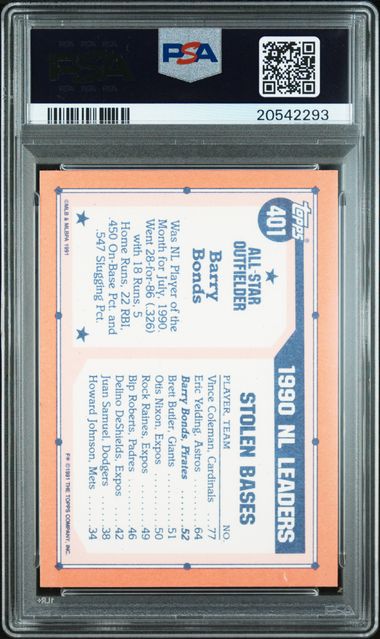 PSA
PSA
20542293
Topps
401
ALL-STAR
OUTFIELDER
Barry
Bonds
Was NL Player of the
Month for July, 1990.
Went 28-for-86 (.326)
with 18 Runs, 5
Home Runs, 22 RBI,
.450 On-Base Pct. and
.547 Slugging Pct.
©MLB & MLBPA 1991
1990 NL LEADERS
STOLEN BASES
PLAYER, TEAM NO.
Vince Coleman, Cardinals . 77
Eric Yelding, Astros . . . . 64
Barry Bonds, Pirates . . . . 52
Brett Butler, Giants . . . . 51
Otis Nixon, Expos . . . . 50
Rock Raines, Expos . . . . 49
Bip Roberts, Padres . . . . 46
Delino DeShields, Expos . . 42
Juan Samuel, Dodgers . . . 38
Howard Johnson, Mets . . . 34
F# ©1991 THE TOPPS COMPANY, INC.
PSA